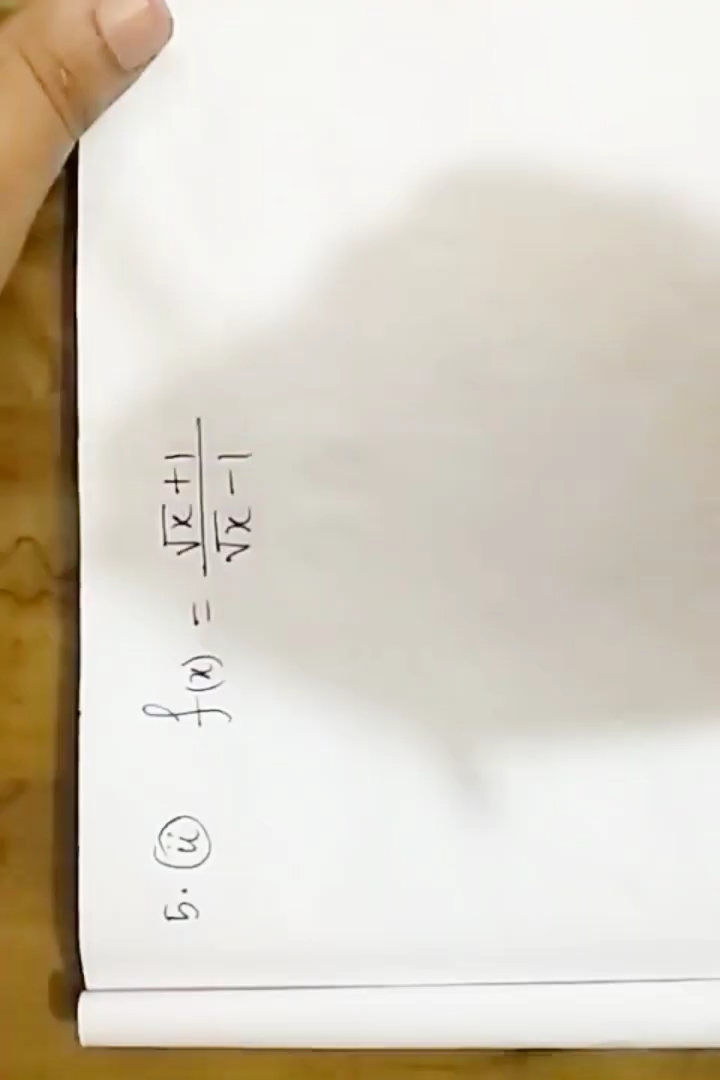 5. (ii) f(x) = (√x + 1)/(√x - 1)